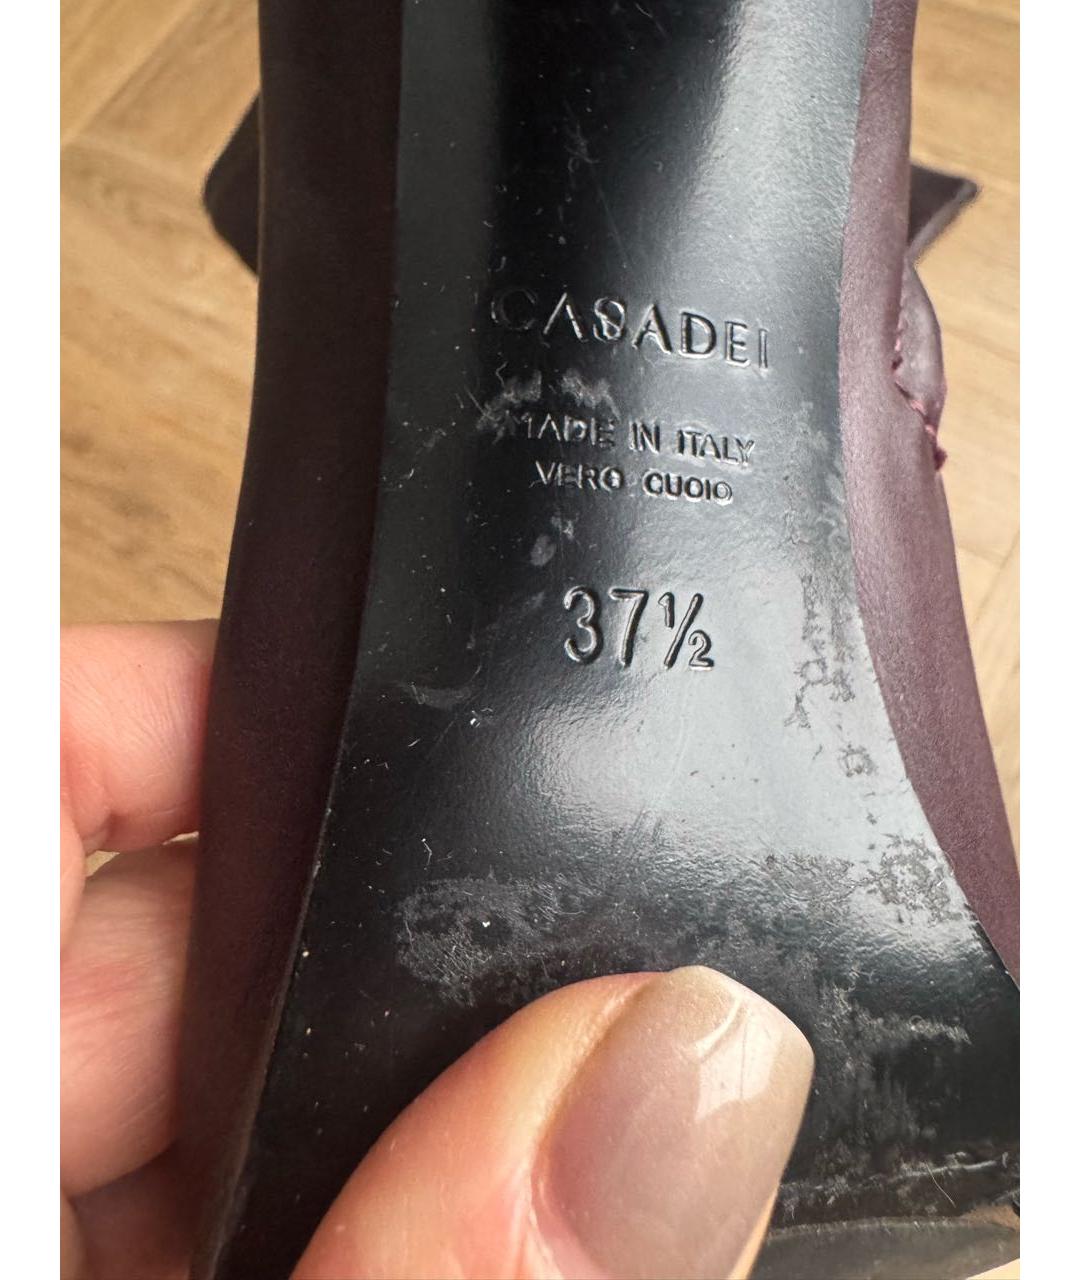 CASADEI
MADE IN ITALY
VERO CUOIO
37½